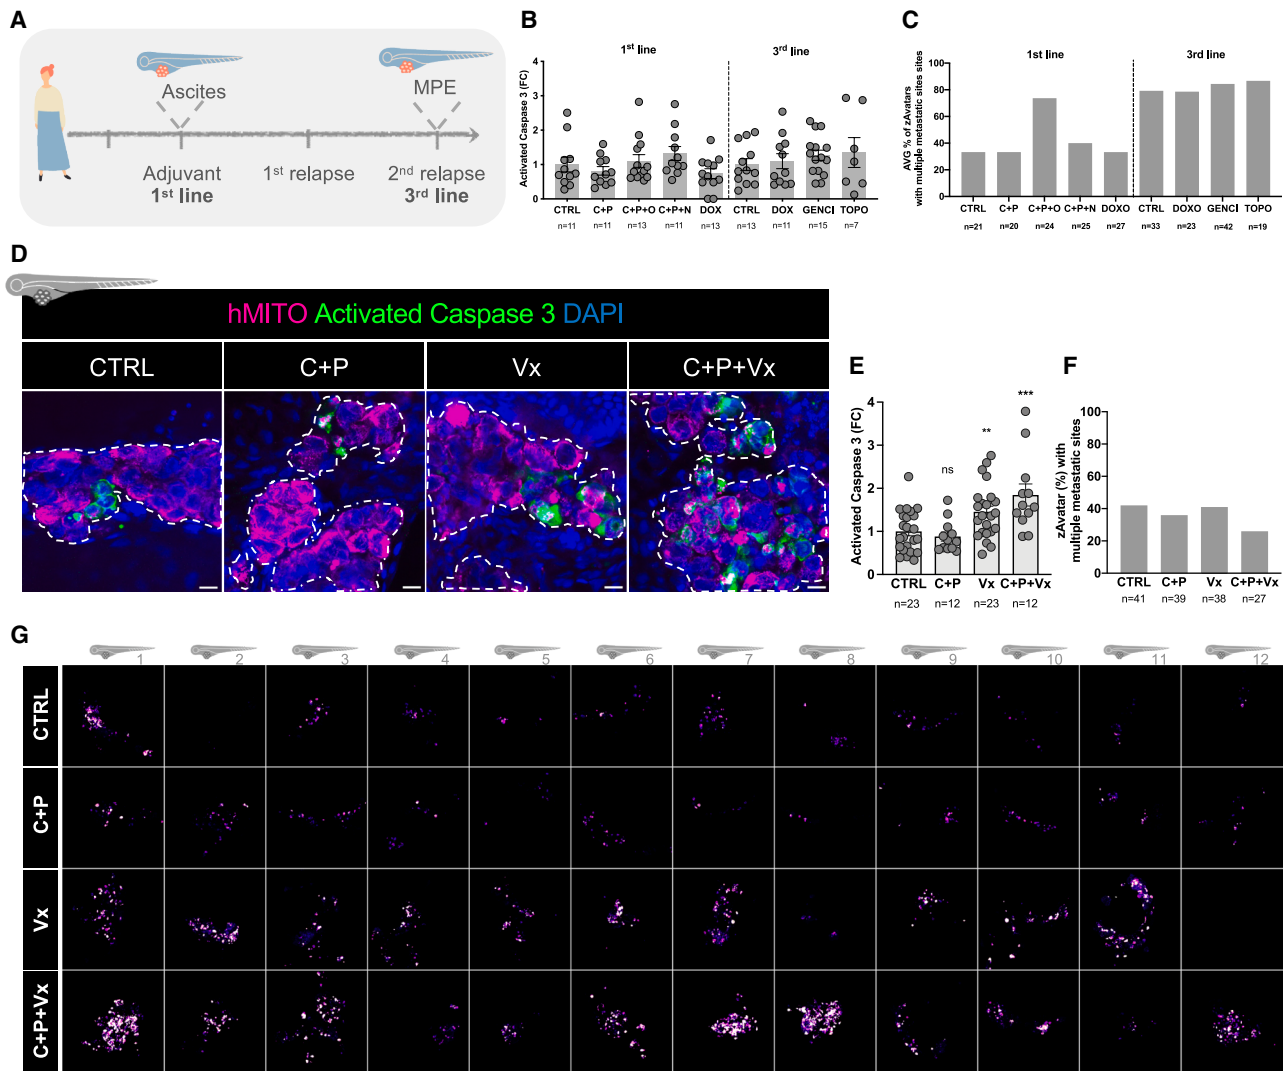 A
Ascites
MPE
Adjuvant
1st line
1st relapse
2nd relapse
3rd line
B
1st line
3rd line
Activated Caspase 3 (FC)
4
3
2
1
0
CTRL C+P C+P+O C+P+N DOX CTRL DOX GENCI TOPO
n=11 n=11 n=13 n=11 n=13 n=13 n=11 n=15 n=7
C
1st line
3rd line
AVG % of zAvatars
with multiple metastatic sites sites
100
80
60
40
20
0
CTRL C+P C+P+O C+P+N DOXO CTRL DOXO GENCI TOPO
n=21 n=20 n=24 n=25 n=27 n=33 n=23 n=42 n=19
D
hMITO Activated Caspase 3 DAPI
CTRL C+P Vx C+P+Vx
E
Activated Caspase 3 (FC)
4
3
2
1
0
ns
**
***
CTRL C+P Vx C+P+Vx
n=23 n=12 n=23 n=12
F
zAvatar (%) with
multiple metastatic sites
100
80
60
40
20
0
CTRL C+P Vx C+P+Vx
n=41 n=39 n=38 n=27
G
1 2 3 4 5 6 7 8 9 10 11 12
CTRL
C+P
Vx
C+P+Vx